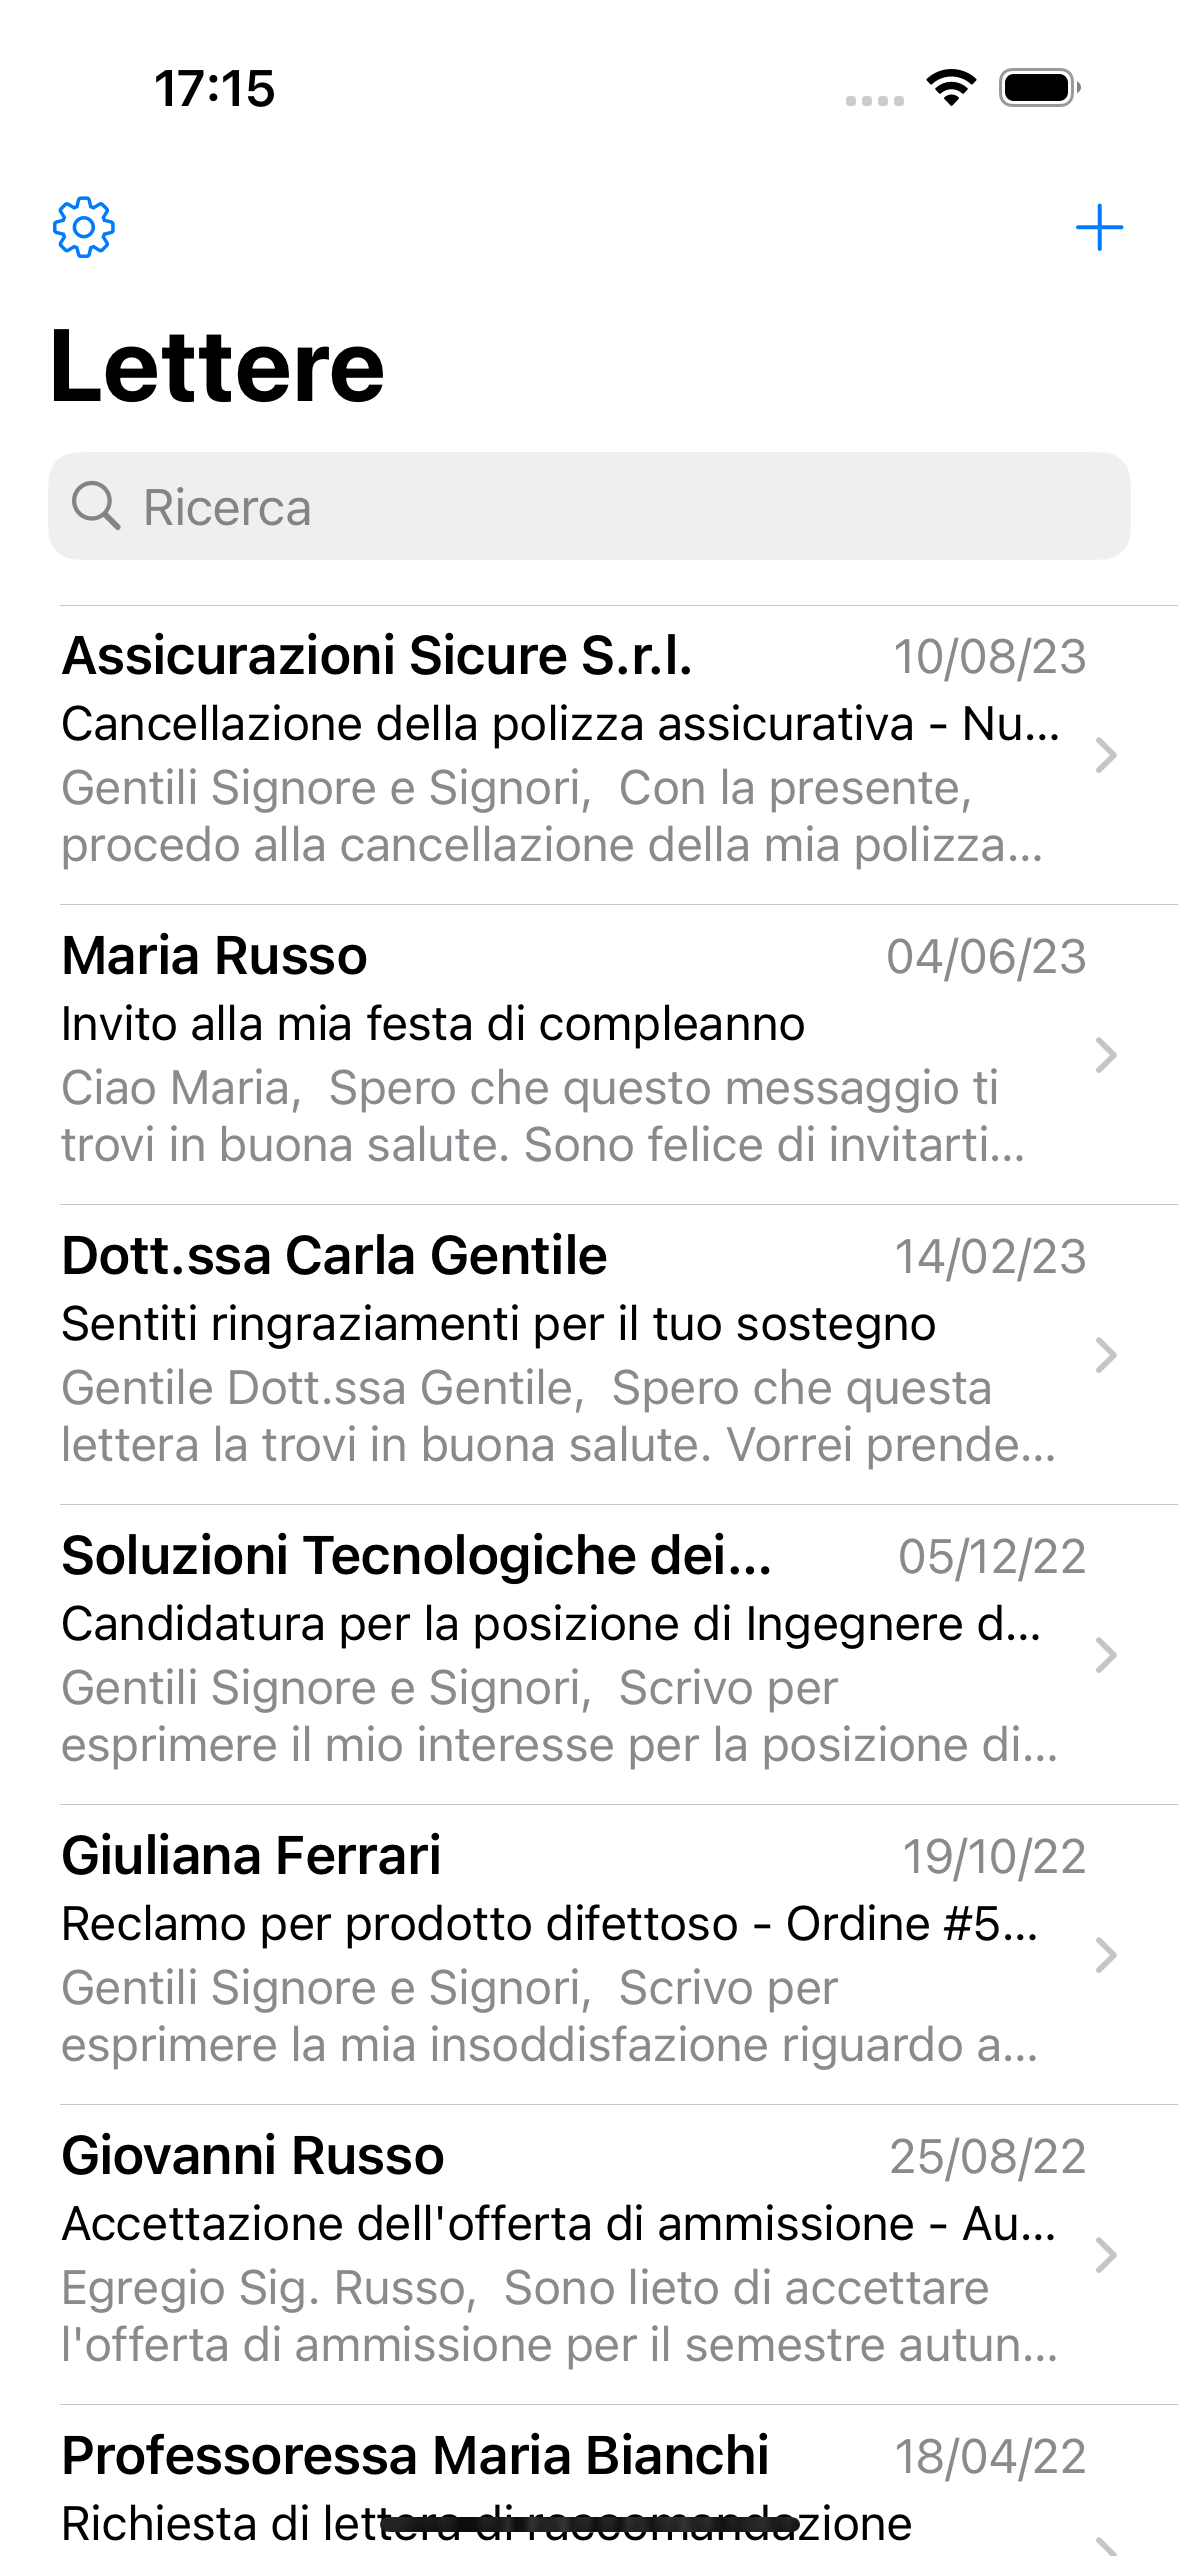 17:15
Lettere
Ricerca
Assicurazioni Sicure S.r.l. 10/08/23
Cancellazione della polizza assicurativa - Nu...
Gentili Signore e Signori,  Con la presente,
procedo alla cancellazione della mia polizza...
Maria Russo 04/06/23
Invito alla mia festa di compleanno
Ciao Maria,  Spero che questo messaggio ti
trovi in buona salute. Sono felice di invitarti...
Dott.ssa Carla Gentile 14/02/23
Sentiti ringraziamenti per il tuo sostegno
Gentile Dott.ssa Gentile,  Spero che questa
lettera la trovi in buona salute. Vorrei prende...
Soluzioni Tecnologiche dei... 05/12/22
Candidatura per la posizione di Ingegnere d...
Gentili Signore e Signori,  Scrivo per
esprimere il mio interesse per la posizione di...
Giuliana Ferrari 19/10/22
Reclamo per prodotto difettoso - Ordine #5...
Gentili Signore e Signori,  Scrivo per
esprimere la mia insoddisfazione riguardo a...
Giovanni Russo 25/08/22
Accettazione dell'offerta di ammissione - Au...
Egregio Sig. Russo,  Sono lieto di accettare
l'offerta di ammissione per il semestre autun...
Professoressa Maria Bianchi 18/04/22
Richiesta di lettera di raccomandazione